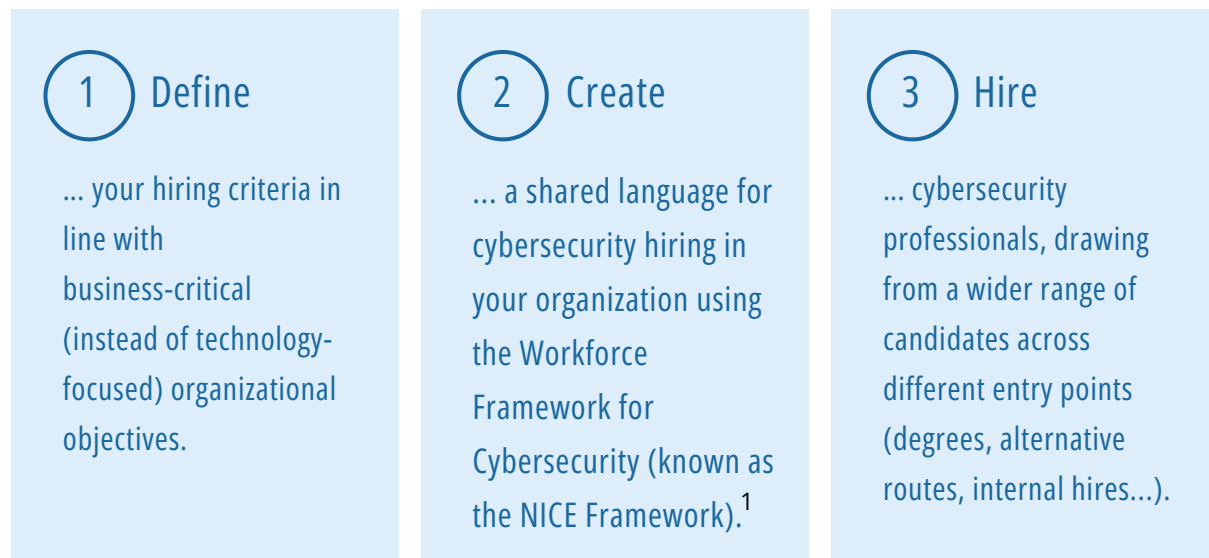 1 Define
... your hiring criteria in
line with
business-critical
(instead of technology-
focused) organizational
objectives.
2 Create
... a shared language for
cybersecurity hiring in
your organization using
the Workforce
Framework for
Cybersecurity (known as
the NICE Framework).1
3 Hire
... cybersecurity
professionals, drawing
from a wider range of
candidates across
different entry points
(degrees, alternative
routes, internal hires...).